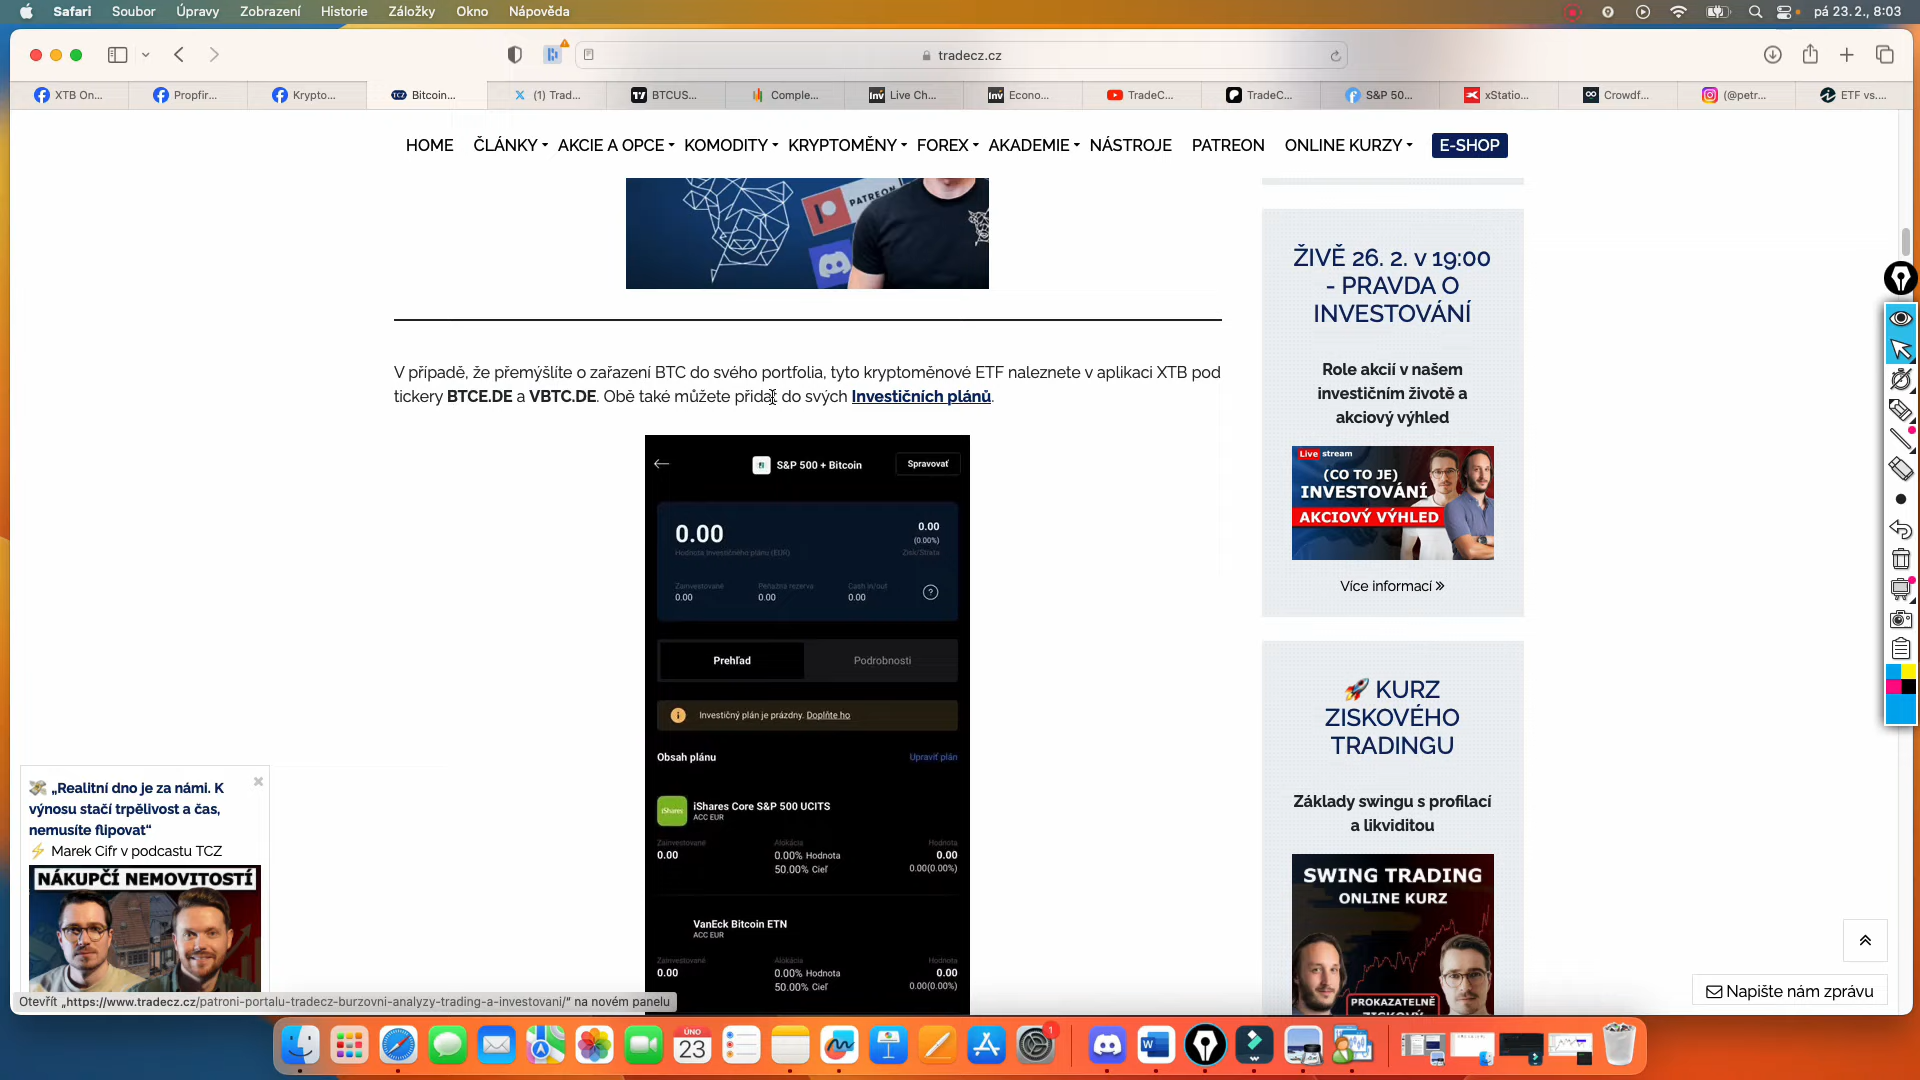 Safari Soubor Úpravy Zobrazení Historie Záložky Okno Nápověda pá 23. 2., 8:03
tradecz.cz
XTB On... Propfir... Krypto... Bitcoin... (1) Trad... BTCUS... Comple... Live Ch... Econo... TradeC... TradeC... S&P 50... xStatio... Crowdf... (@petr... ETF vs....
HOME ČLÁNKY AKCIE A OPCE KOMODITY KRYPTOMĚNY FOREX AKADEMIE NÁSTROJE PATREON ONLINE KURZY E-SHOP
PATREON
V případě, že přemýšlíte o zařazení BTC do svého portfolia, tyto kryptoměnové ETF naleznete v aplikaci XTB pod
tickery BTCE.DE a VBTC.DE. Obě také můžete přidat do svých Investičních plánů.
S&P 500 + Bitcoin
Spravovať
0.00
Hodnota investičného plánu (EUR)
0.00
(0.00%)
Zisk/Strata
Zainvestované Peňažná rezerva Cash in/out
0.00 0.00 0.00
Prehľad Podrobnosti
Investičný plán je prázdny. Doplňte ho
Obsah plánu Upraviť plán
iShares
iShares Core S&P 500 UCITS
ACC EUR
Zainvestované Alokácia Hodnota
0.00 0.00% Hodnota 0.00
50.00% Cieľ 0.00(0.00%)
VanEck Bitcoin ETN
ACC EUR
Zainvestované Alokácia Hodnota
0.00 0.00% Hodnota 0.00
50.00% Cieľ 0.00(0.00%)
ŽIVĚ 26. 2. v 19:00
- PRAVDA O
INVESTOVÁNÍ
Role akcií v našem
investičním životě a
akciový výhled
Live stream
(CO TO JE)
INVESTOVÁNÍ
AKCIOVÝ VÝHLED
Více informací »
🚀 KURZ
ZISKOVÉHO
TRADINGU
Základy swingu s profilací
a likviditou
SWING TRADING
ONLINE KURZ
PROKAZATELNĚ
ZISKOVÝ
💸 „Realitní dno je za námi. K
výnosu stačí trpělivost a čas,
nemusíte flipovat“
⚡ Marek Cifr v podcastu TCZ
NÁKUPČÍ NEMOVITOSTÍ
Otevřít „https://www.tradecz.cz/patroni-portalu-tradecz-burzovni-analyzy-trading-a-investovani/“ na novém panelu
Napište nám zprávu
ÚNO
23
1